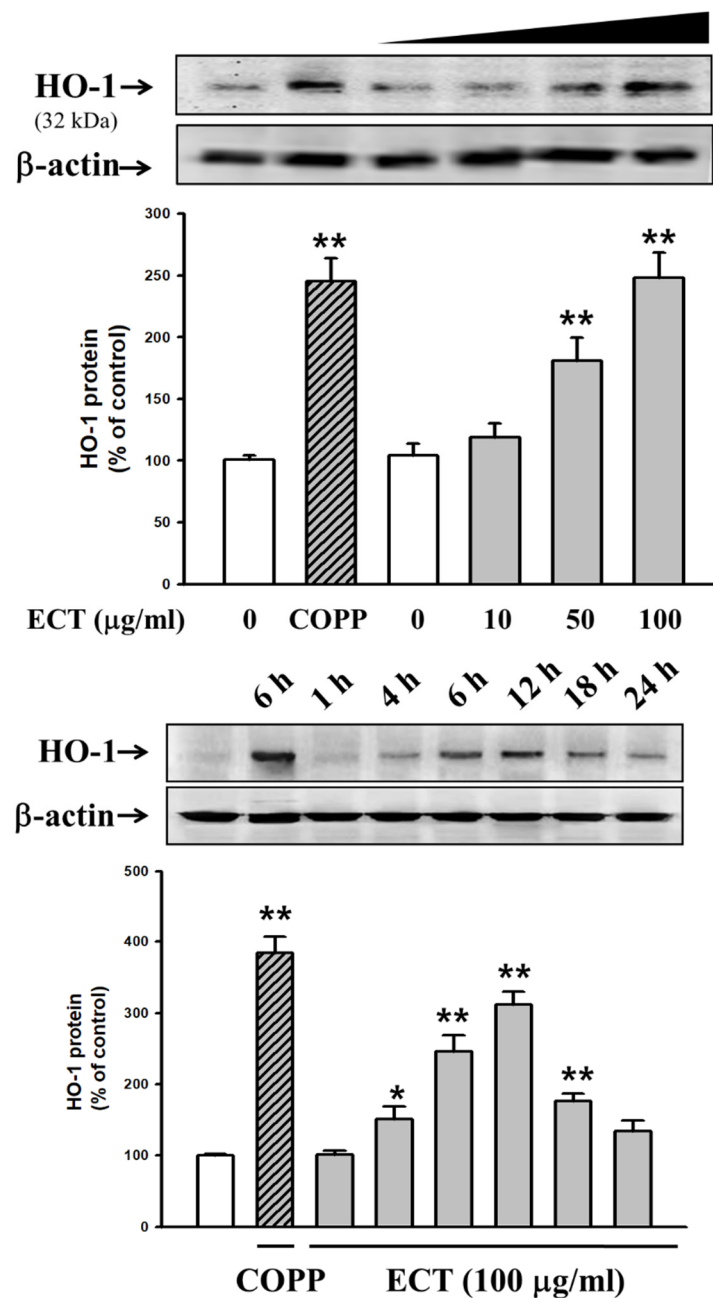 HO-1→
(32 kDa)
β-actin→
HO-1 protein
(% of control)
300
250
200
150
100
50
0
**
**
**
ECT (μg/ml) 0 COPP 0 10 50 100
6 h 1 h 4 h 6 h 12 h 18 h 24 h
HO-1→
β-actin→
HO-1 protein
(% of control)
500
400
300
200
100
0
**
*
**
**
**
COPP ECT (100 μg/ml)